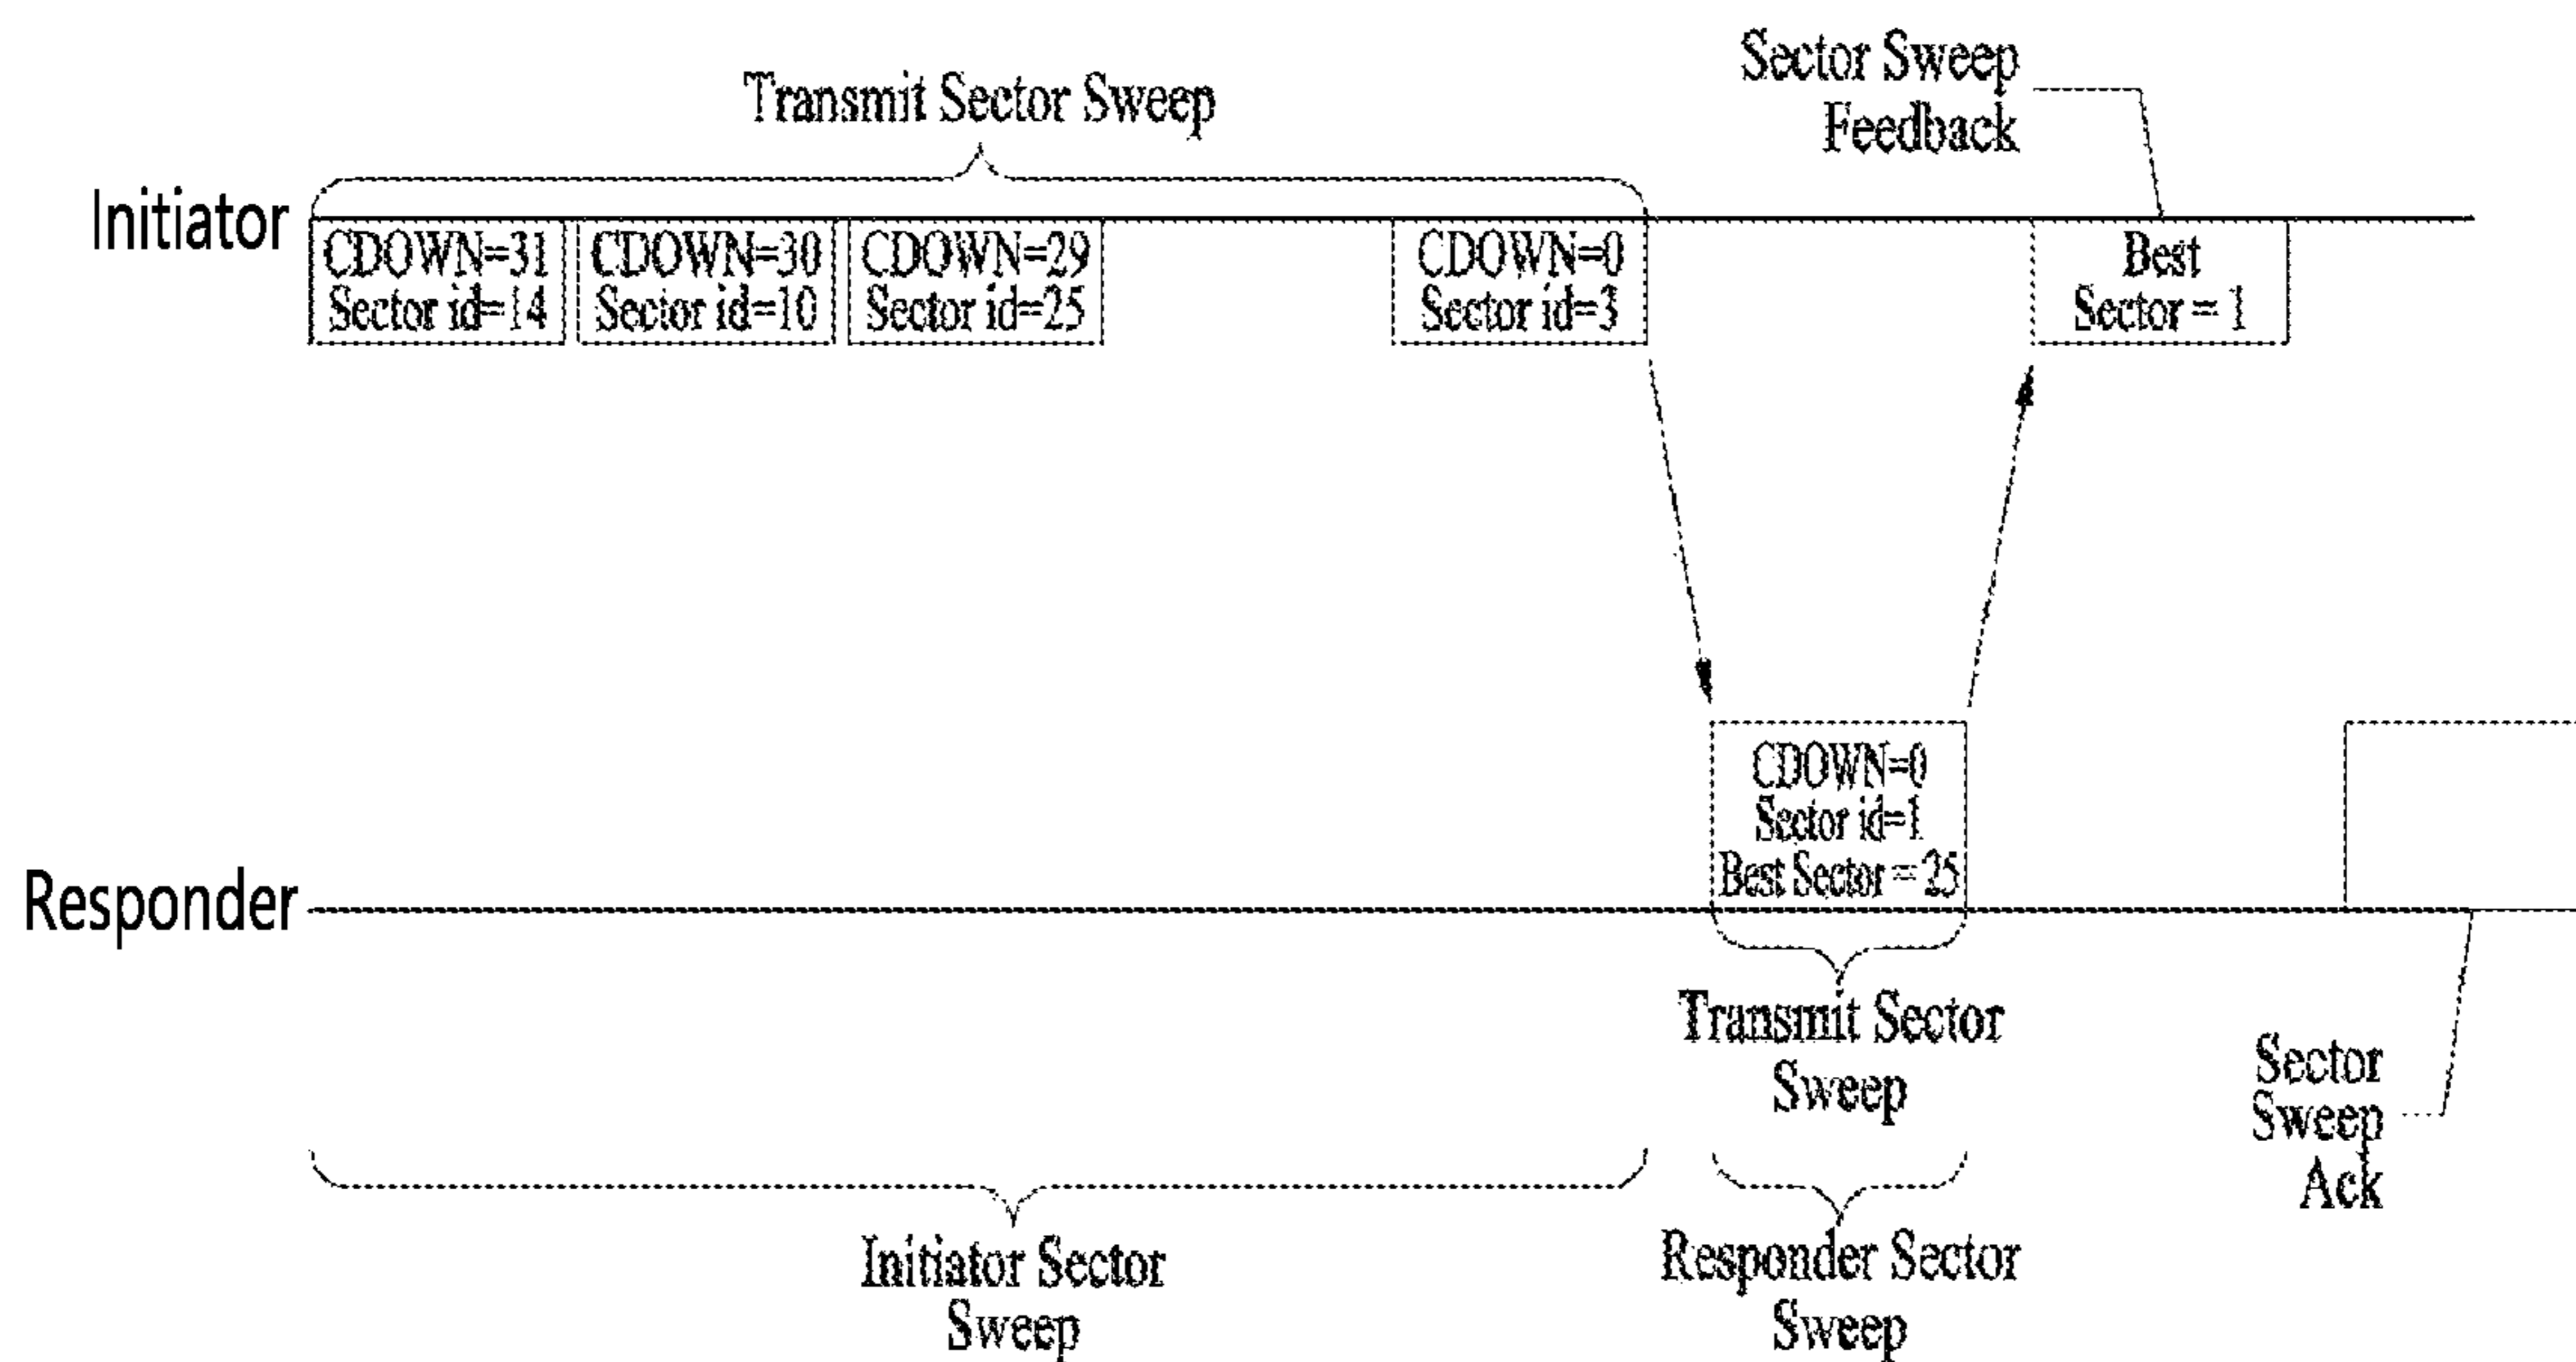 Transmit Sector Sweep
Sector Sweep
Feedback
Initiator
CDOWN=31
Sector id=14
CDOWN=30
Sector id=10
CDOWN=29
Sector id=25
CDOWN=0
Sector id=3
Best
Sector = 1
CDOWN=0
Sector id=1
Best Sector = 25
Responder
Transmit Sector
Sweep
Sector
Sweep
Ack
Initiator Sector
Sweep
Responder Sector
Sweep